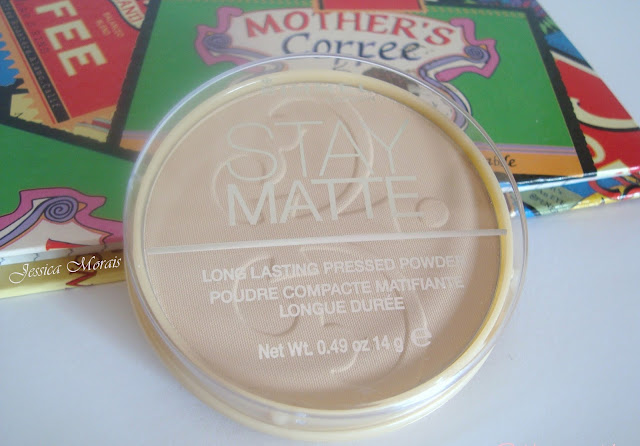 MOTHER'S
Coffee
FEE
STAY
MATTE
LONG LASTING PRESSED POWDER
POUDRE COMPACTE MATIFIANTE
LONGUE DURÉE
Net Wt. 0.49 oz 14 g
Jessica Morais